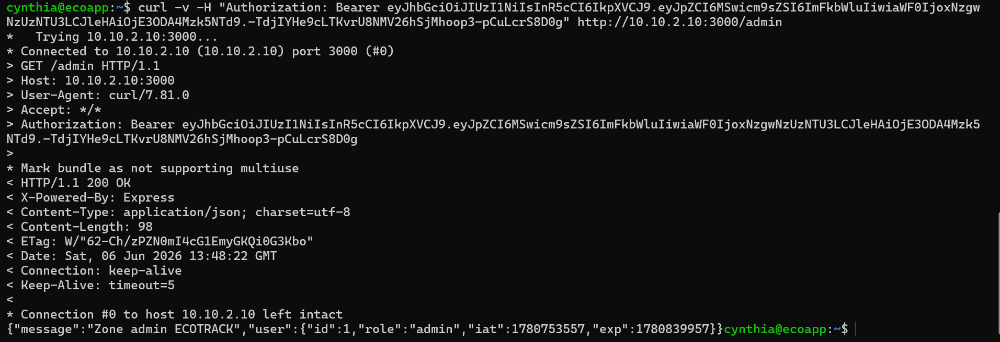 cynthia@ecoapp:~$ curl -v -H "Authorization: Bearer eyJhbGciOiJIUzI1NiIsInR5cCI6IkpXVCJ9.eyJpZCI6MSwicm9sZSI6ImFkbWluIiwiaWF0IjoxNzgw
NzUzNTU3LCJleHAiOjE3ODA4Mzk5NTd9.-TdjIYHe9cLTKvrU8NMV26hSjMhoop3-pCuLcrS8D0g" http://10.10.2.10:3000/admin
*   Trying 10.10.2.10:3000...
* Connected to 10.10.2.10 (10.10.2.10) port 3000 (#0)
> GET /admin HTTP/1.1
> Host: 10.10.2.10:3000
> User-Agent: curl/7.81.0
> Accept: */*
> Authorization: Bearer eyJhbGciOiJIUzI1NiIsInR5cCI6IkpXVCJ9.eyJpZCI6MSwicm9sZSI6ImFkbWluIiwiaWF0IjoxNzgwNzUzNTU3LCJleHAiOjE3ODA4Mzk5
NTd9.-TdjIYHe9cLTKvrU8NMV26hSjMhoop3-pCuLcrS8D0g
>
* Mark bundle as not supporting multiuse
< HTTP/1.1 200 OK
< X-Powered-By: Express
< Content-Type: application/json; charset=utf-8
< Content-Length: 98
< ETag: W/"62-Ch/zPZN0mI4cG1EmyGKQi0G3Kbo"
< Date: Sat, 06 Jun 2026 13:48:22 GMT
< Connection: keep-alive
< Keep-Alive: timeout=5
<
* Connection #0 to host 10.10.2.10 left intact
{"message":"Zone admin ECOTRACK","user":{"id":1,"role":"admin","iat":1780753557,"exp":1780839957}}cynthia@ecoapp:~$